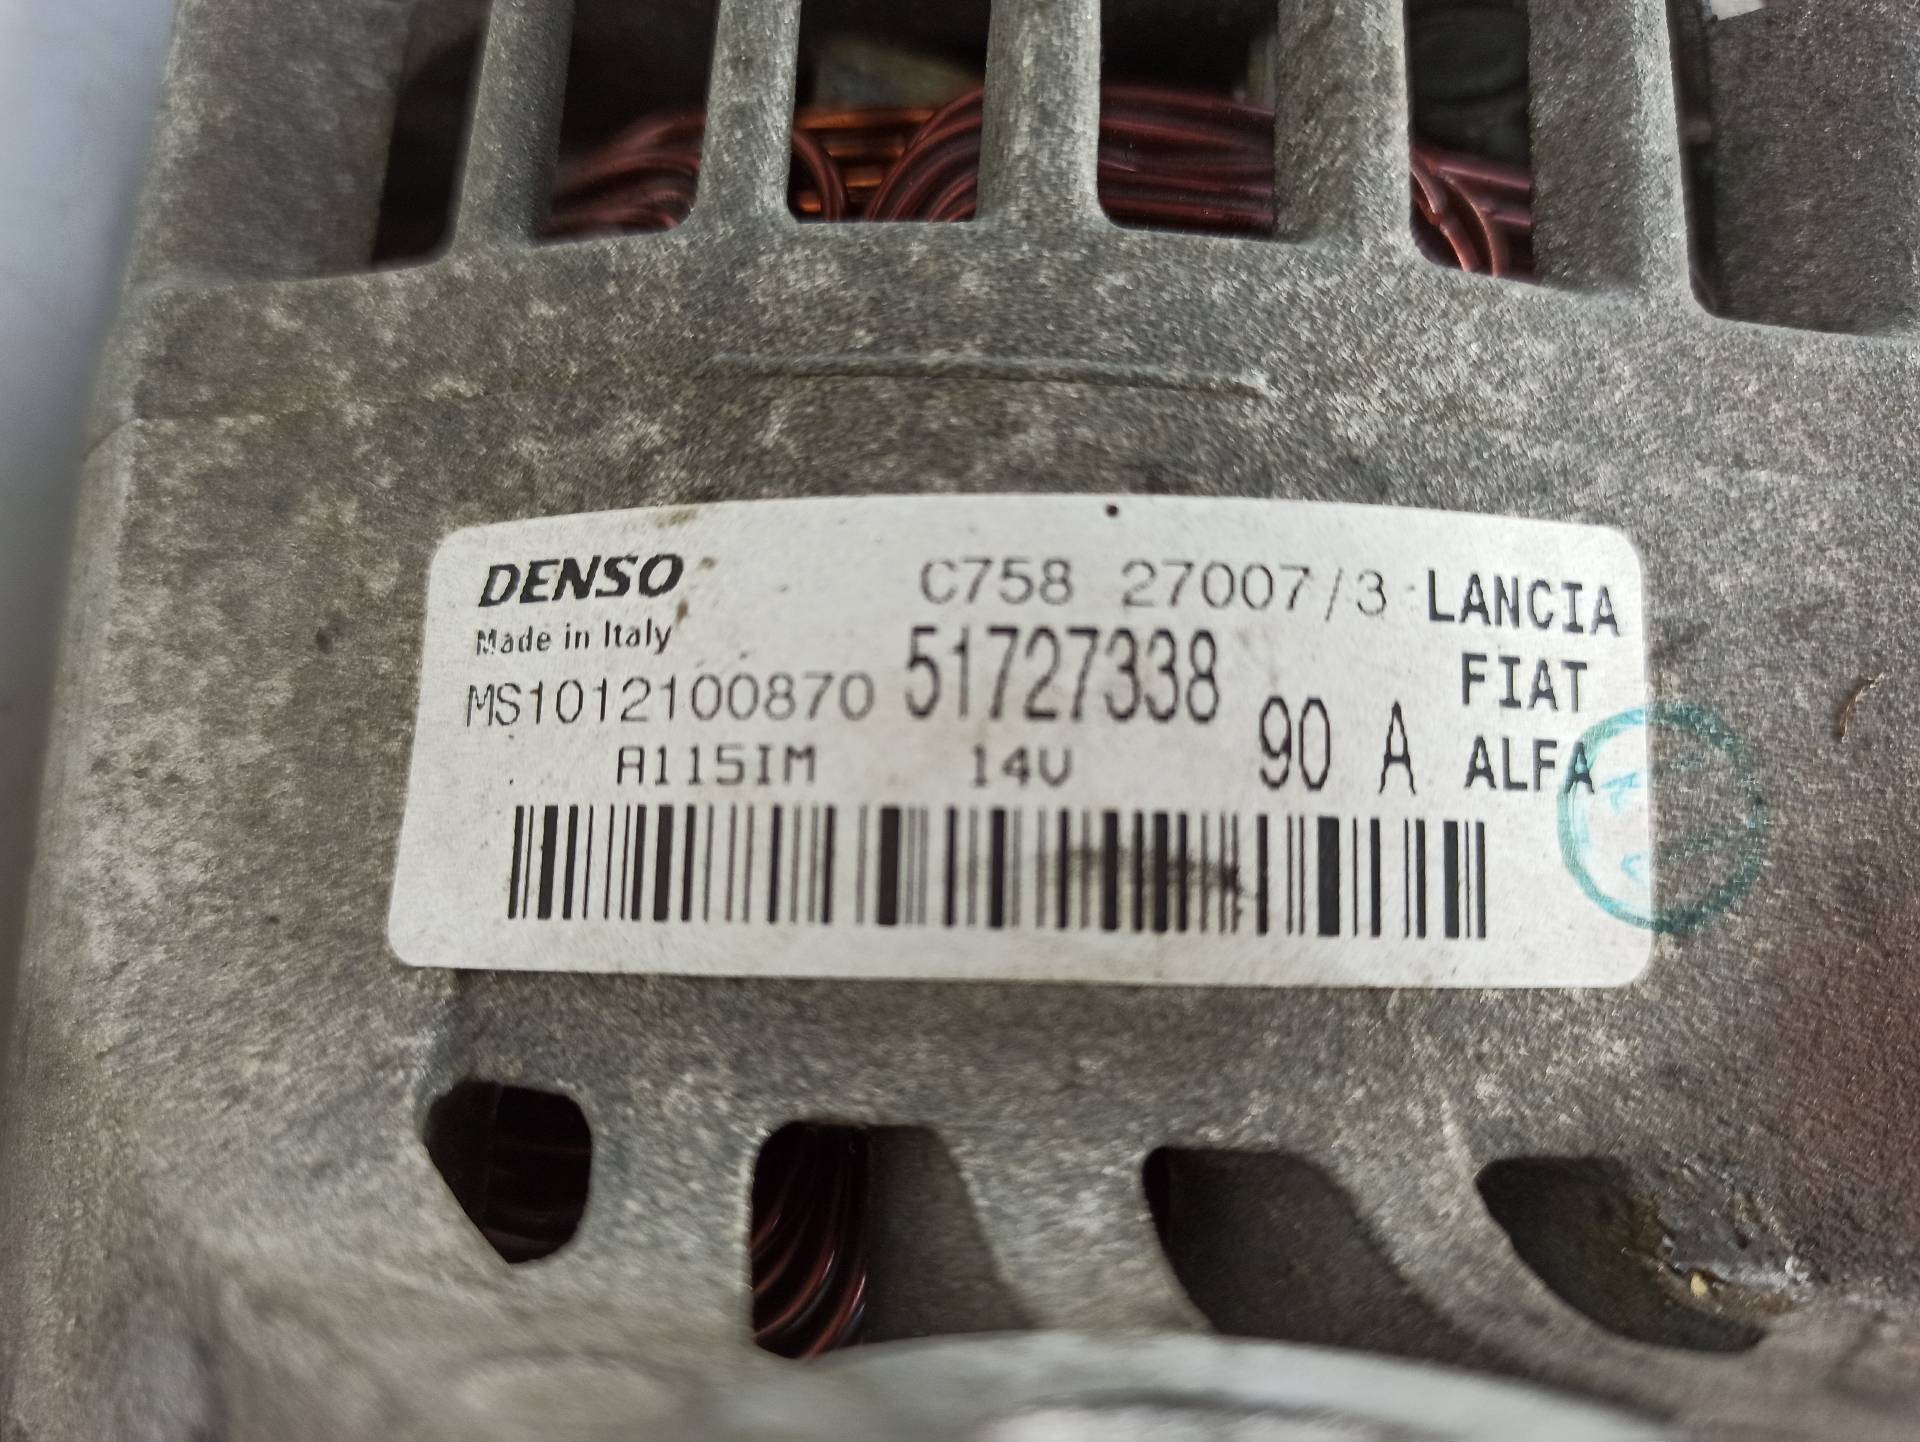 DENSO C758 27007/3 LANCIA
Made in Italy 51727338 FIAT
MS1012100870 90 A ALFA
A115IM 14V